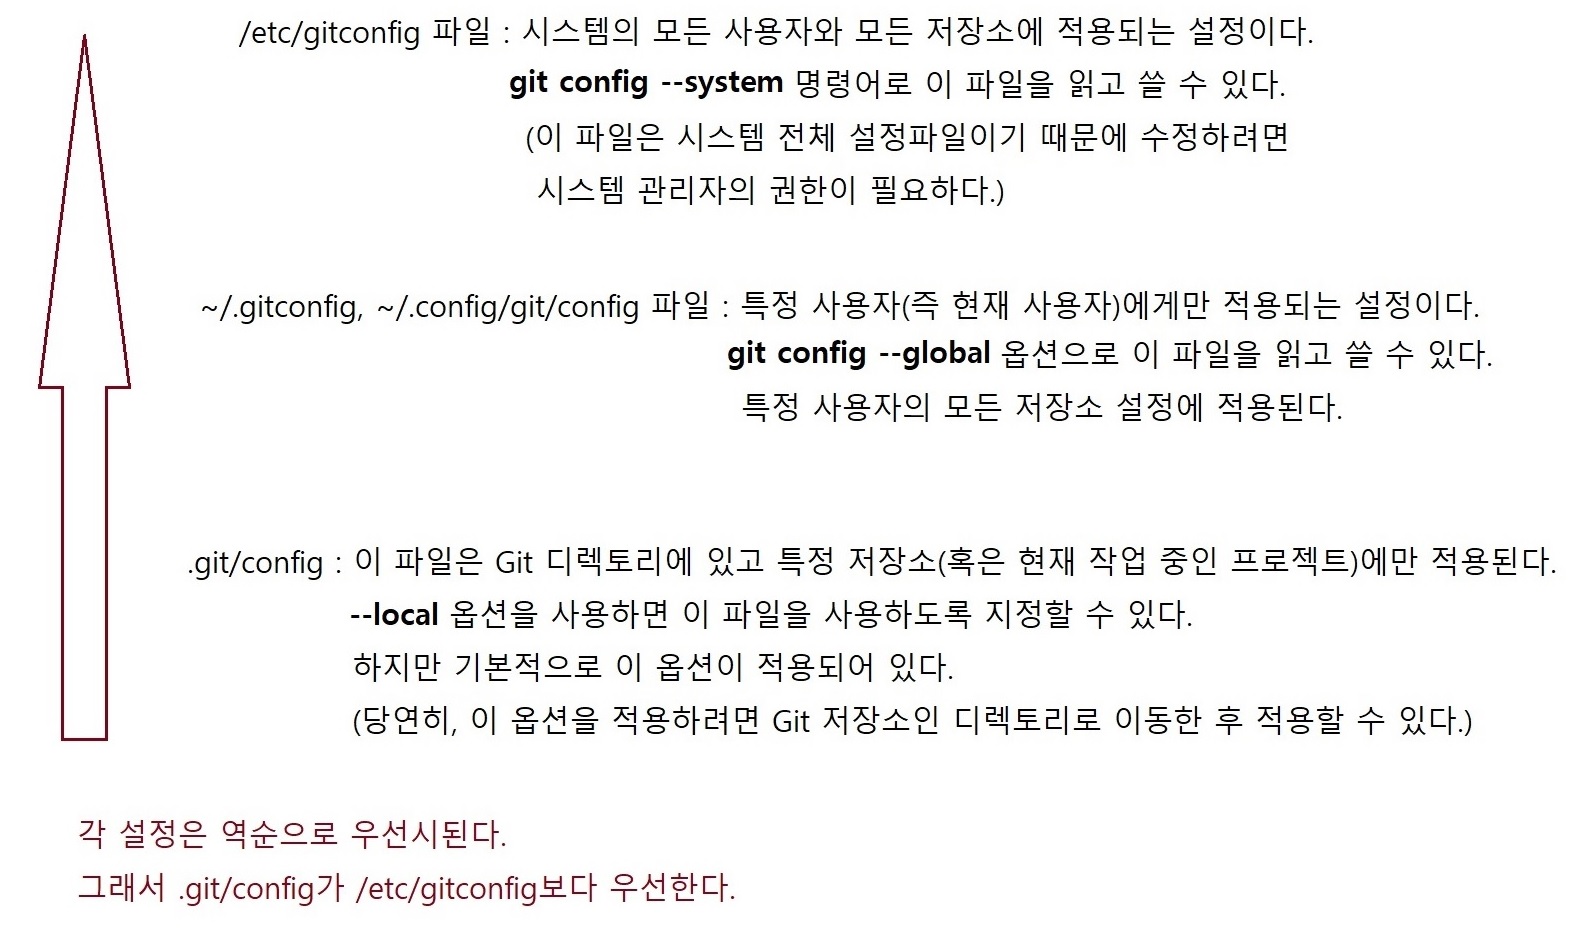 /etc/gitconfig 파일 : 시스템의 모든 사용자와 모든 저장소에 적용되는 설정이다.
git config --system 명령어로 이 파일을 읽고 쓸 수 있다.
(이 파일은 시스템 전체 설정파일이기 때문에 수정하려면
시스템 관리자의 권한이 필요하다.)
~/.gitconfig, ~/.config/git/config 파일 : 특정 사용자(즉 현재 사용자)에게만 적용되는 설정이다.
git config --global 옵션으로 이 파일을 읽고 쓸 수 있다.
특정 사용자의 모든 저장소 설정에 적용된다.
.git/config : 이 파일은 Git 디렉토리에 있고 특정 저장소(혹은 현재 작업 중인 프로젝트)에만 적용된다.
--local 옵션을 사용하면 이 파일을 사용하도록 지정할 수 있다.
하지만 기본적으로 이 옵션이 적용되어 있다.
(당연히, 이 옵션을 적용하려면 Git 저장소인 디렉토리로 이동한 후 적용할 수 있다.)
각 설정은 역순으로 우선시된다.
그래서 .git/config가 /etc/gitconfig보다 우선한다.